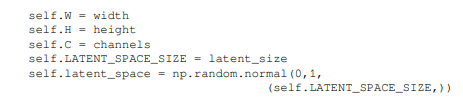 self.W = width
self.H = height
self.C = channels
self.LATENT_SPACE_SIZE = latent_size
self.latent_space = np.random.normal(0,1,
(self.LATENT_SPACE_SIZE,))